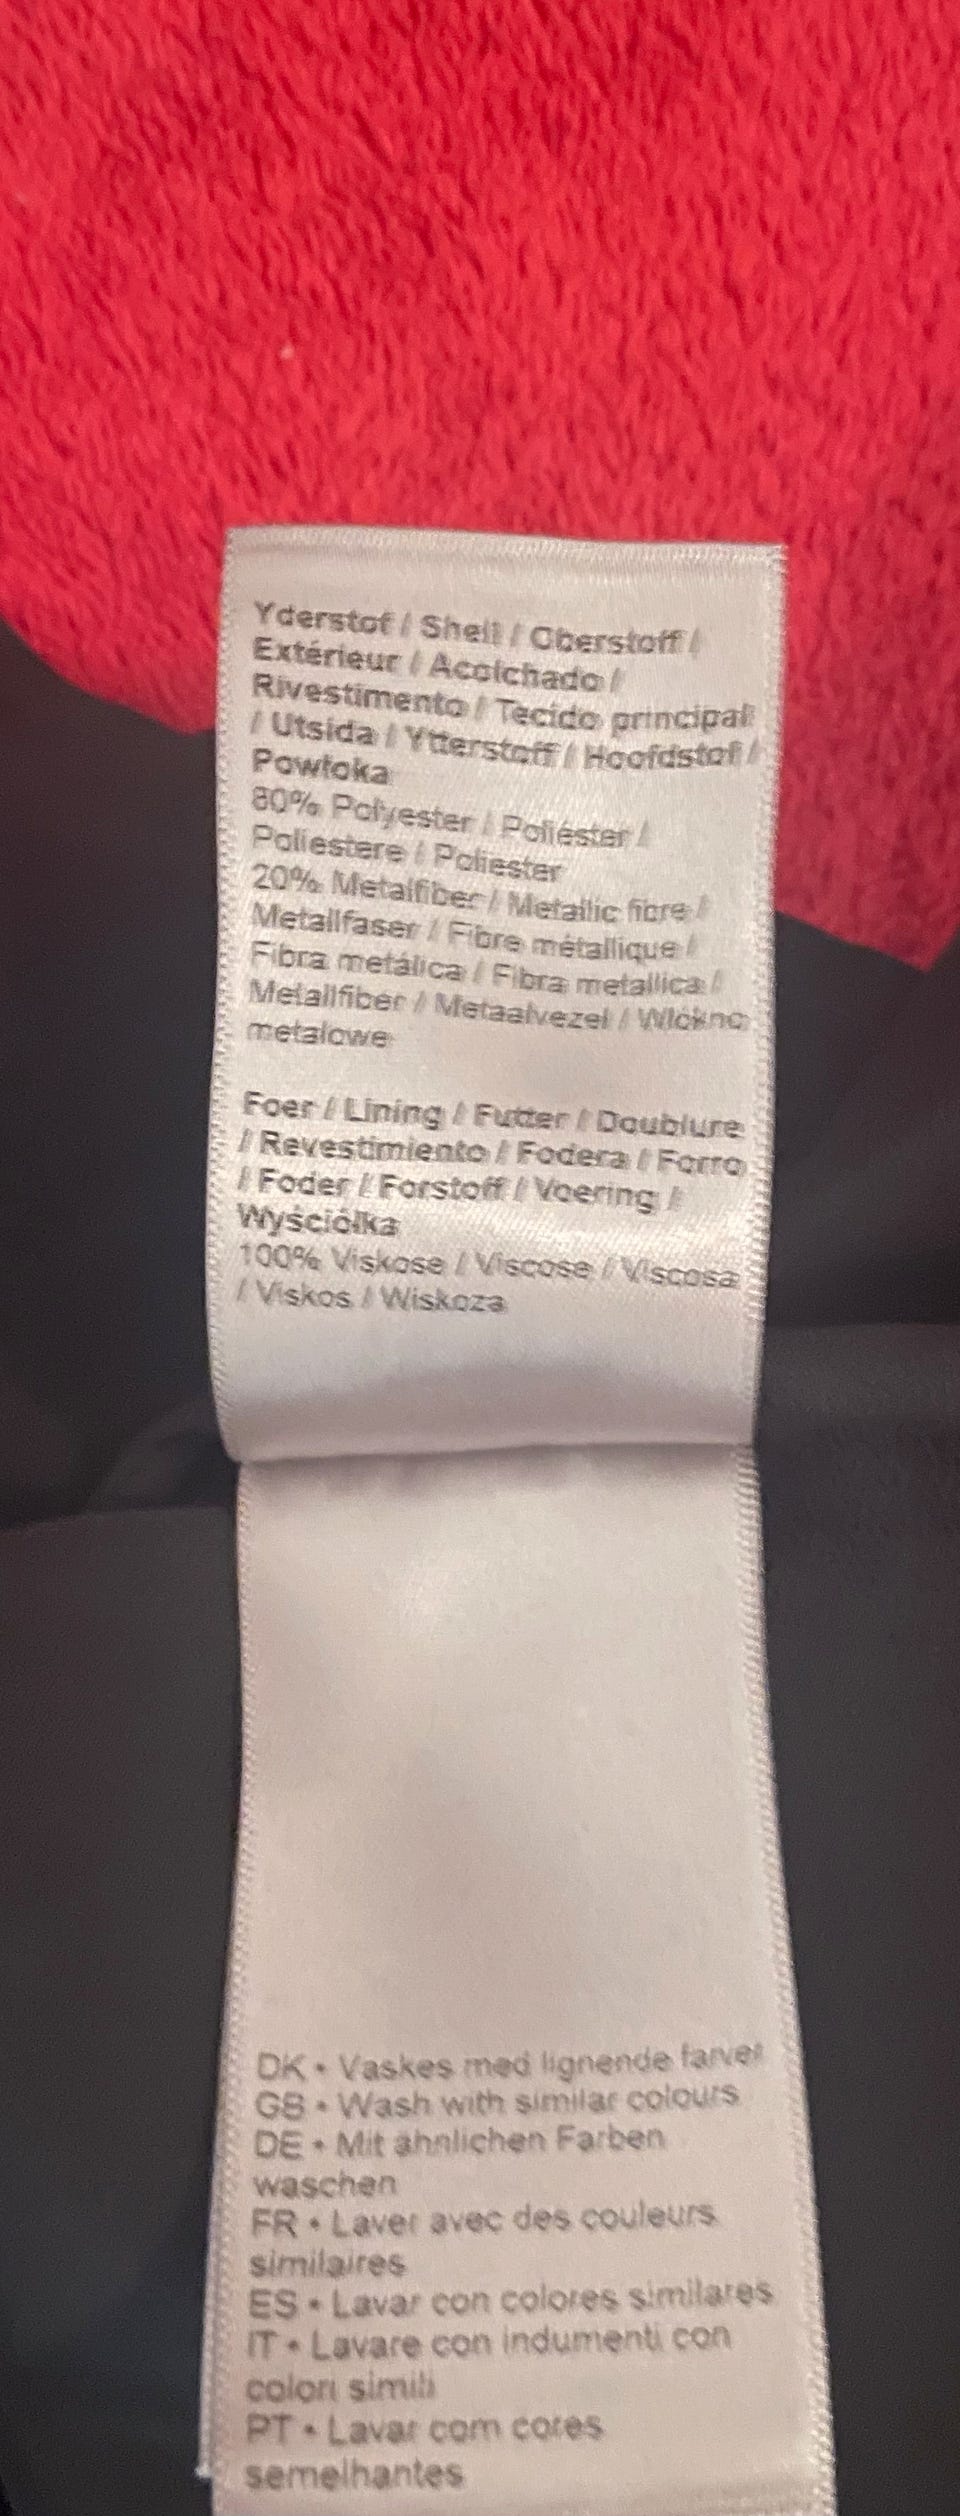 Yderstof / Shell / Oberstoff /
Extérieur / Acolchado /
Rivestimento / Tecido principal
/ Utsida / Ytterstoff / Hoofdstof /
Powłoka
80% Polyester / Poliéster /
Poliestere / Poliester
20% Metalfiber / Metallic fibre /
Metallfaser / Fibre métallique /
Fibra metálica / Fibra metallica /
Metallfiber / Metaalvezel / Włókno
metalowe
Foer / Lining / Futter / Doublure
/ Revestimiento / Fodera / Forro
/ Foder / Forstoff / Voering /
Wyściółka
100% Viskose / Viscose / Viscosa
/ Viskos / Wiskoza
DK • Vaskes med lignende farver
GB • Wash with similar colours
DE • Mit ähnlichen Farben
waschen
FR • Laver avec des couleurs
similaires
ES • Lavar con colores similares
IT • Lavare con indumenti con
colori simili
PT • Lavar com cores
semelhantes